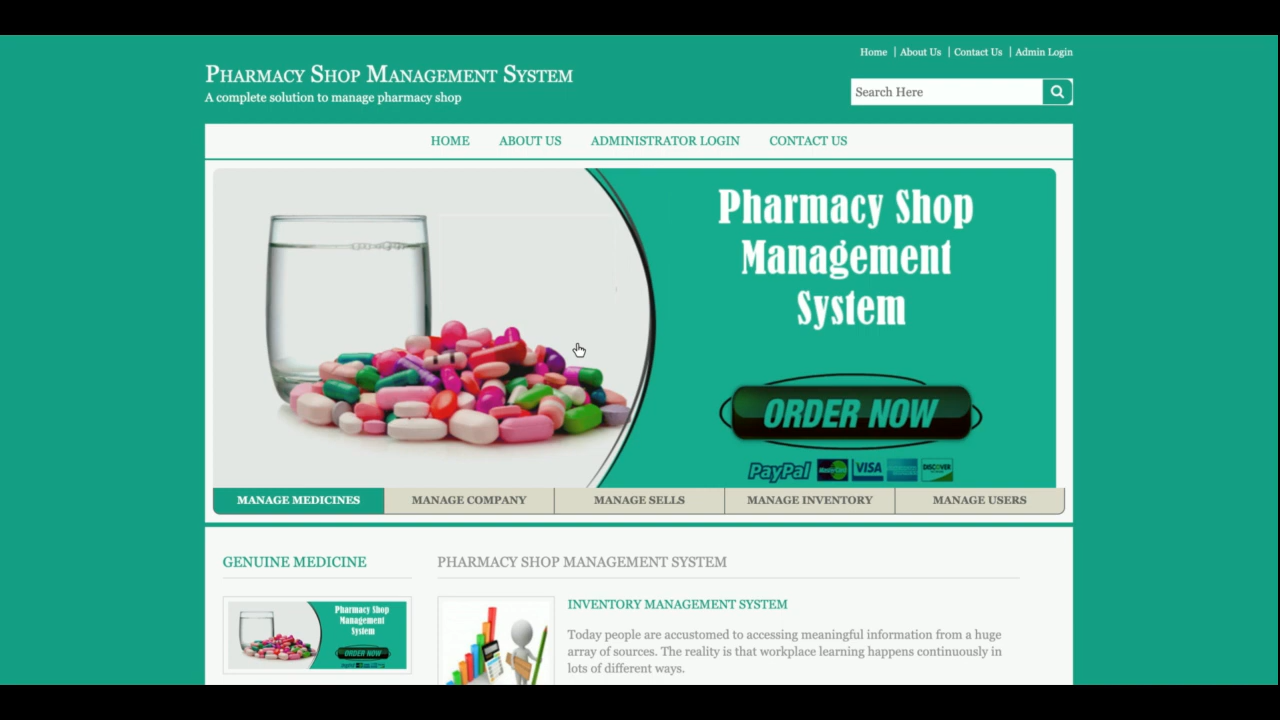 Home | About Us | Contact Us | Admin Login
PHARMACY SHOP MANAGEMENT SYSTEM
A complete solution to manage pharmacy shop
Search Here
HOME ABOUT US ADMINISTRATOR LOGIN CONTACT US
Pharmacy Shop
Management
System
ORDER NOW
PayPal MasterCard VISA DISCOVER
MANAGE MEDICINES MANAGE COMPANY MANAGE SELLS MANAGE INVENTORY MANAGE USERS
GENUINE MEDICINE
Pharmacy Shop
Management
System
ORDER NOW
PHARMACY SHOP MANAGEMENT SYSTEM
INVENTORY MANAGEMENT SYSTEM
Today people are accustomed to accessing meaningful information from a huge
array of sources. The reality is that workplace learning happens continuously in
lots of different ways.